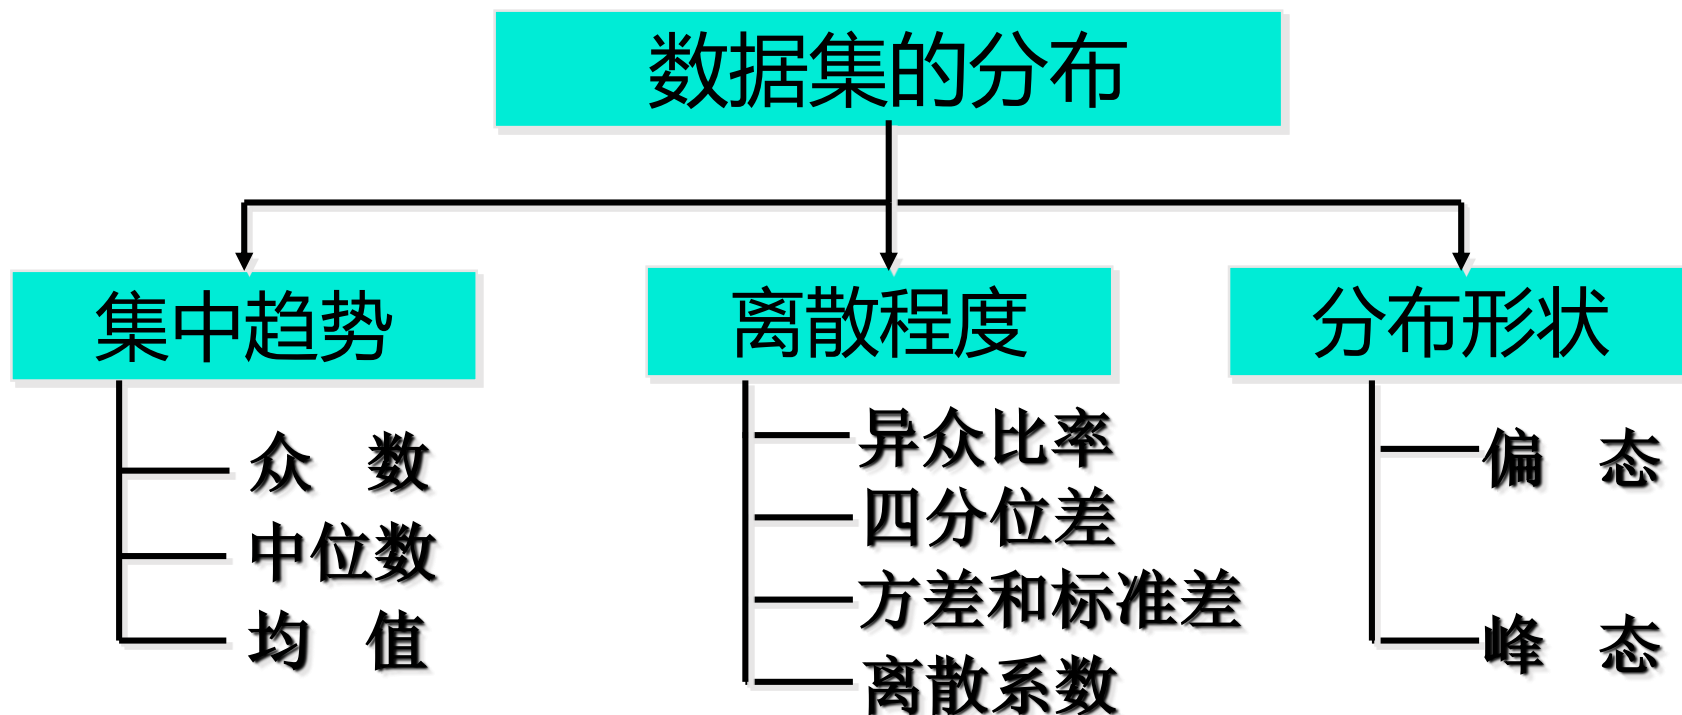 数据集的分布
集中趋势
众 数
中位数
均 值
离散程度
异众比率
四分位差
方差和标准差
离散系数
分布形状
偏 态
峰 态